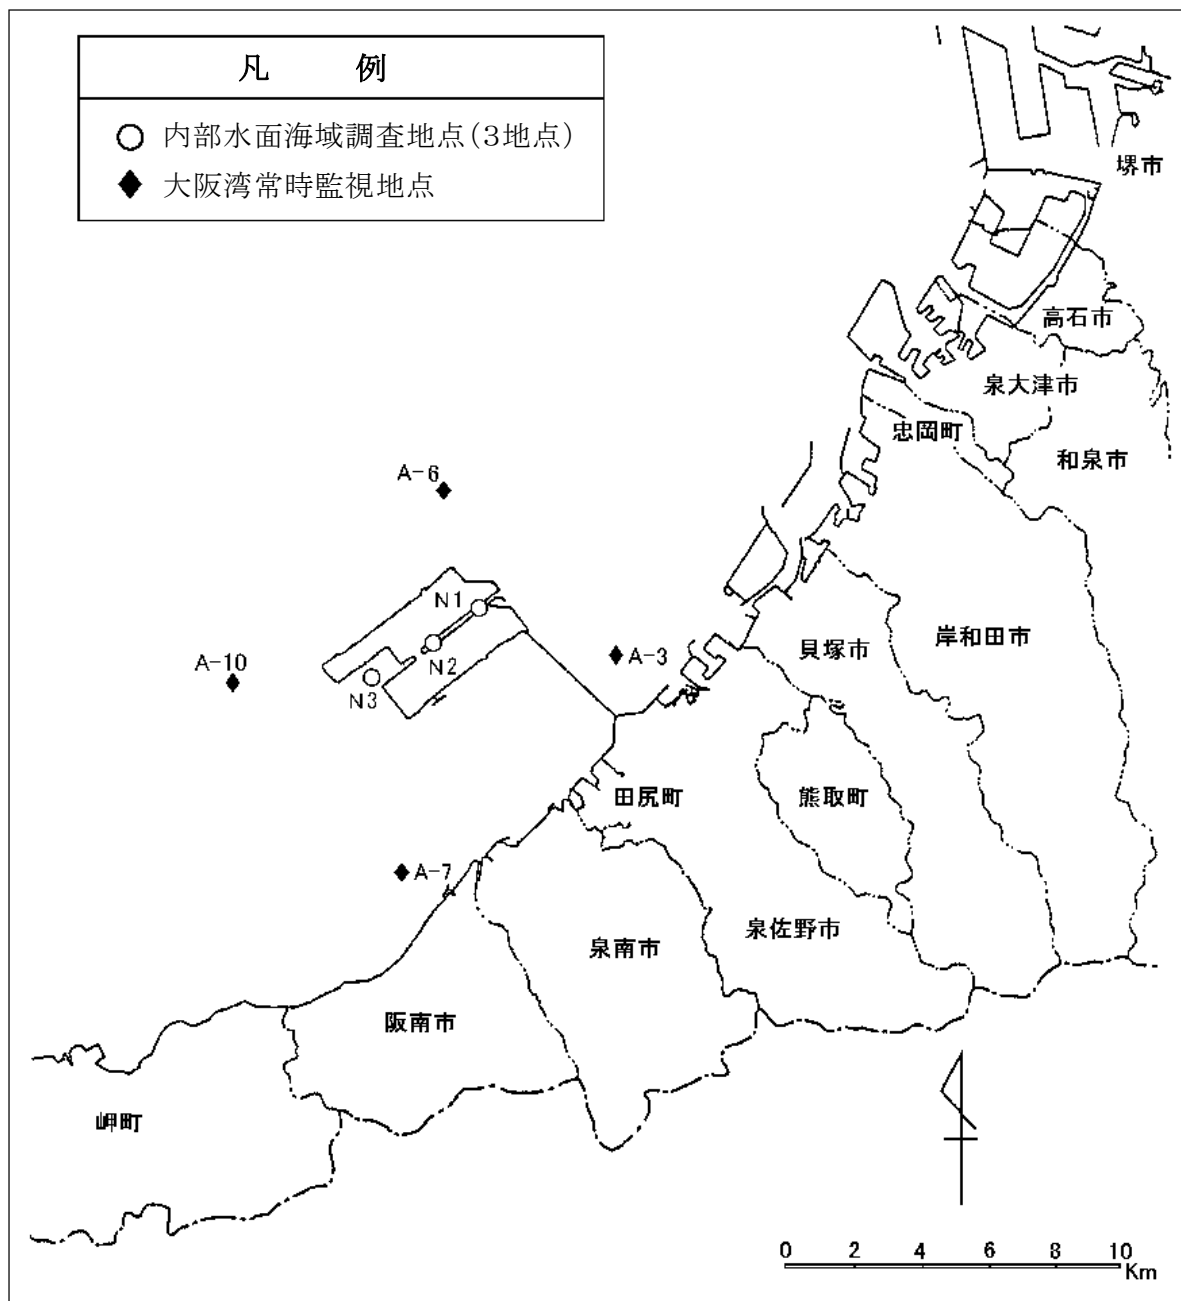 凡 例
内部水面海域調査地点(3地点)
大阪湾常時監視地点
堺市
高石市
泉大津市
忠岡町
和泉市
A-6
N1
岸和田市
貝塚市
N2
A-3
A-10
N3
田尻町
熊取町
A-7
泉佐野市
泉南市
阪南市
岬町
0 2 4 6 8 10
Km